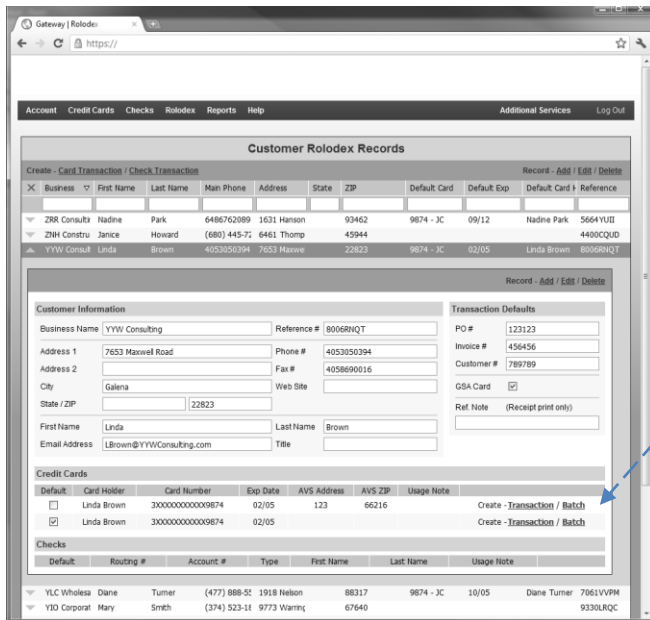 Gateway | Rolodex
https://
Account Credit Cards Checks Rolodex Reports Help Additional Services Log Out
Customer Rolodex Records
Create - Card Transaction / Check Transaction Record - Add / Edit / Delete
X Business First Name Last Name Main Phone Address State ZIP Default Card Default Exp Default Card H Reference
ZRR Consultir Nadine Park 6486762089 1631 Hanson 93462 9874 - JC 09/12 Nadine Park 5664YUII
ZNH Constru Janice Howard (680) 445-72 6461 Thomp 45944 4400CQUD
YYW Consult Linda Brown 4053050394 7653 Maxwe 22823 9874 - JC 02/05 Linda Brown 8006RNQT
Record - Add / Edit / Delete
Customer Information Transaction Defaults
Business Name YYW Consulting Reference # 8006RNQT PO # 123123
Address 1 7653 Maxwell Road Phone # 4053050394 Invoice # 456456
Address 2 Fax # 4058690016 Customer # 789789
City Galena Web Site GSA Card
State / ZIP 22823 Ref. Note (Receipt print only)
First Name Linda Last Name Brown
Email Address LBrown@YYWConsulting.com Title
Credit Cards
Default Card Holder Card Number Exp Date AVS Address AVS ZIP Usage Note
Linda Brown 3XXXXXXXXXX9874 02/05 123 66216 Create - Transaction / Batch
Linda Brown 3XXXXXXXXXX9874 02/05 Create - Transaction / Batch
Checks
Default Routing # Account # Type First Name Last Name Usage Note
YLC Wholesa Diane Turner (477) 888-55 1918 Nelson 88317 9874 - JC 10/05 Diane Turner 7061VVPM
YIO Corporat Mary Smith (374) 523-18 9773 Warring 67640 9330LRQC